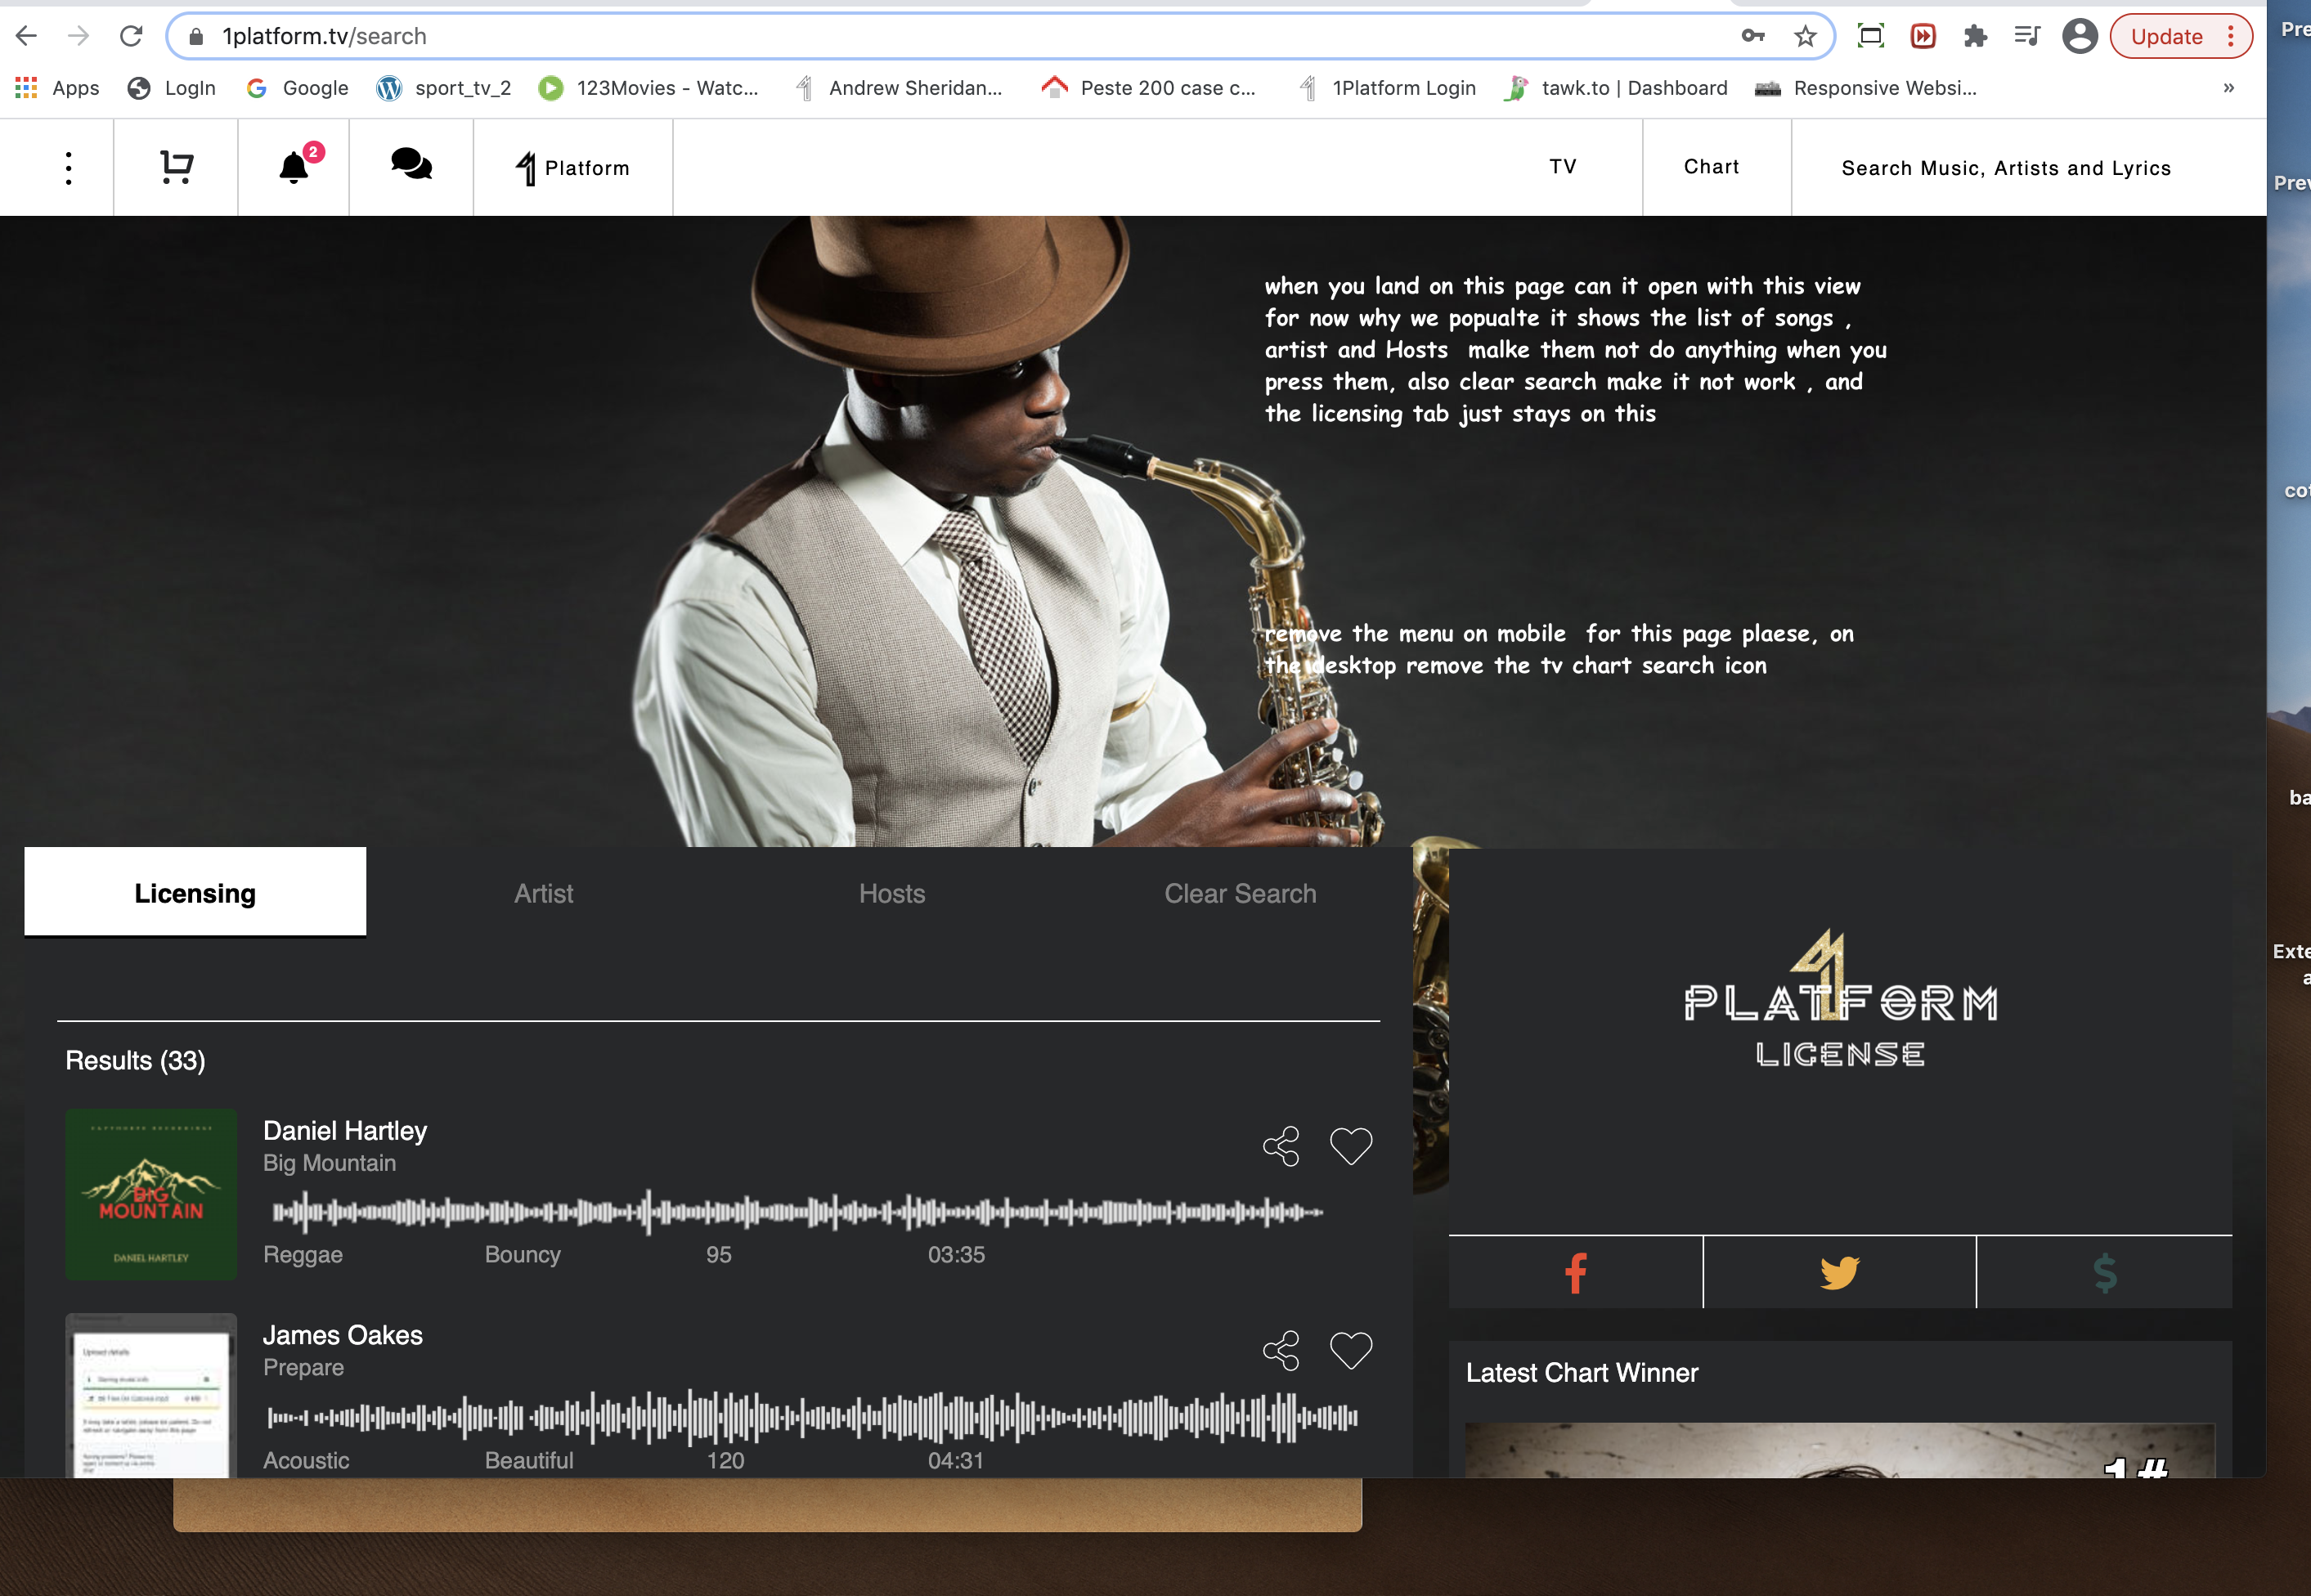 1platform.tv/search
Update
Apps
LogIn
Google
sport_tv_2
123Movies - Watc...
Andrew Sheridan...
Peste 200 case c...
1Platform Login
tawk.to | Dashboard
Responsive Websi...
»
2
1 Platform
TV
Chart
Search Music, Artists and Lyrics
when you land on this page can it open with this view
for now why we popualte it shows the list of songs ,
artist and Hosts malke them not do anything when you
press them, also clear search make it not work , and
the licensing tab just stays on this
remove the menu on mobile for this page plaese, on
the desktop remove the tv chart search icon
Licensing
Artist
Hosts
Clear Search
1
PLATFORM
LICENSE
Results (33)
Daniel Hartley
Big Mountain
BIG
MOUNTAIN
DANIEL HARTLEY
Reggae
Bouncy
95
03:35
James Oakes
Prepare
Upload details
Acoustic
Beautiful
120
04:31
Latest Chart Winner
1#
Pre
Prev
cot
ba
Exte
a